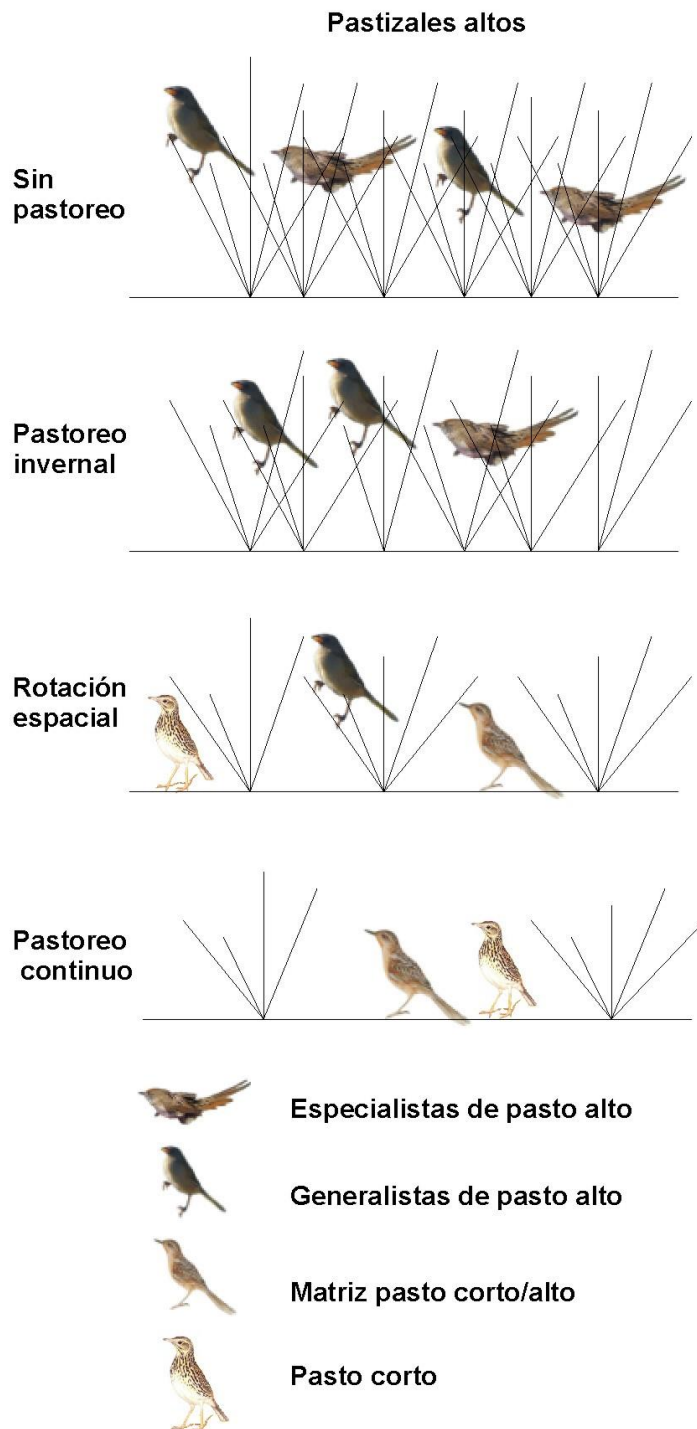 Pastizales altos
Sin
pastoreo
Pastoreo
invernal
Rotación
espacial
Pastoreo
continuo
Especialistas de pasto alto
Generalistas de pasto alto
Matriz pasto corto/alto
Pasto corto